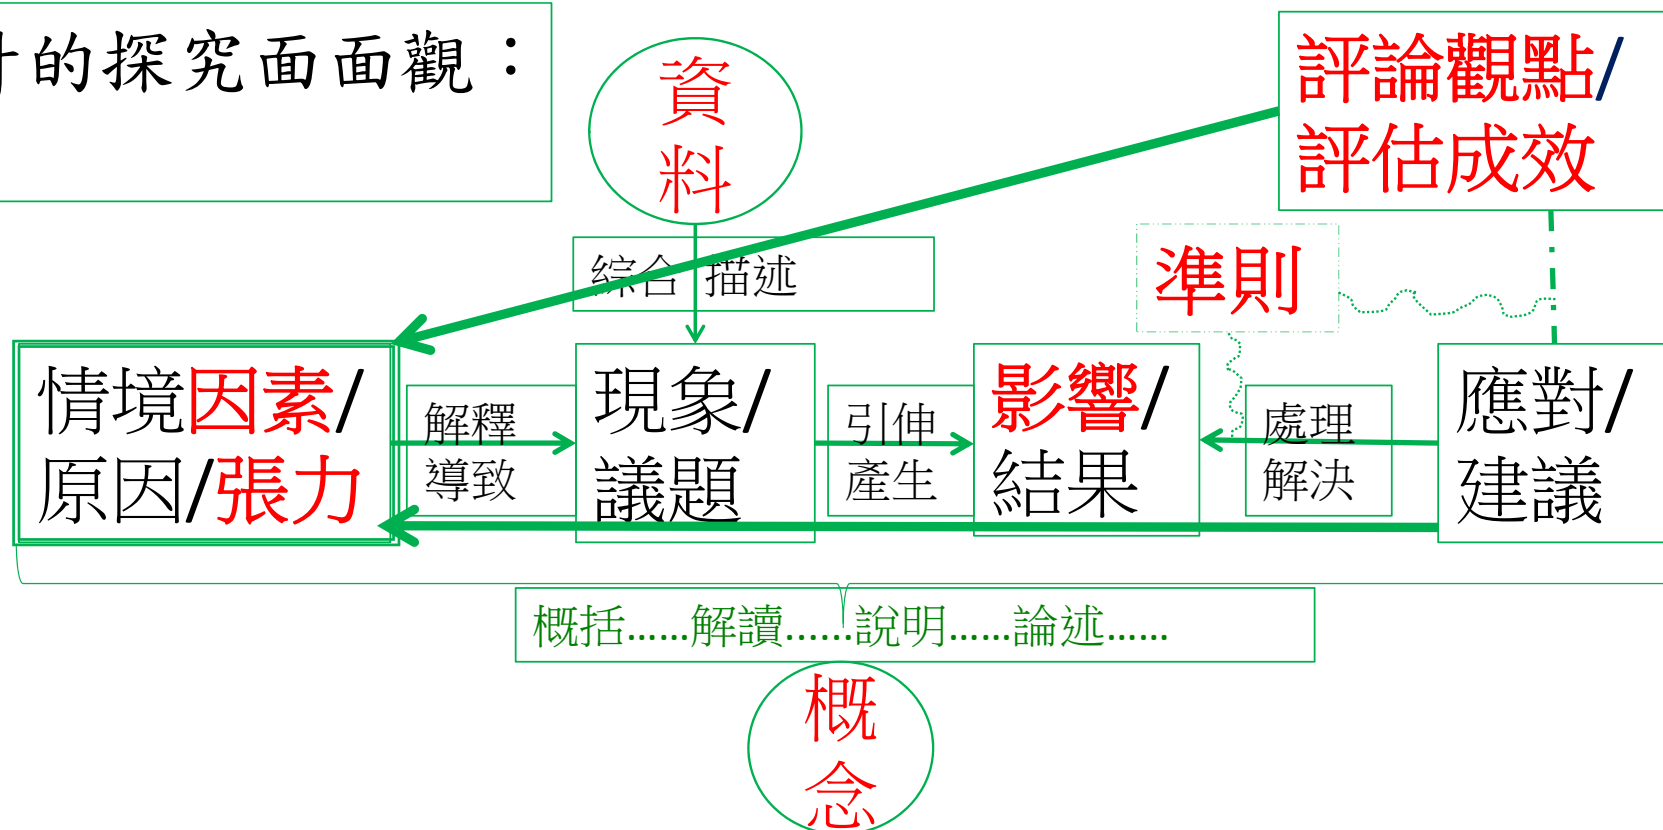 的探究面面觀：
資
料
評論觀點/
評估成效
綜合 描述
準則
情境因素/
原因/張力
解釋
導致
現象/
議題
引伸
產生
影響/
結果
處理
解決
應對/
建議
概括......解讀......說明......論述......
概
念